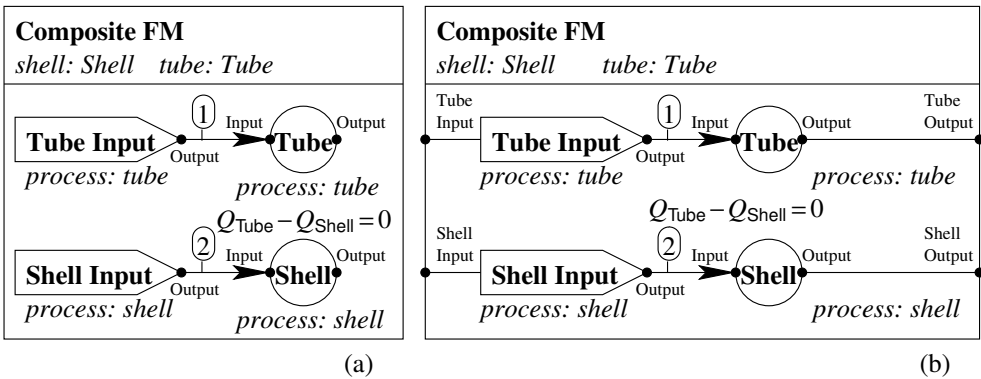 Composite FM
shell: Shell tube: Tube
1
Input
Output
Tube Input
Tube
Output
process: tube
process: tube
Q_Tube − Q_Shell = 0
2
Input
Output
Shell Input
Shell
Output
process: shell
process: shell
(a)
Composite FM
shell: Shell tube: Tube
Tube
Input
1
Input
Output
Tube
Output
Tube Input
Tube
Output
process: tube
process: tube
Q_Tube − Q_Shell = 0
Shell
Input
2
Input
Output
Shell
Output
Shell Input
Shell
Output
process: shell
process: shell
(b)